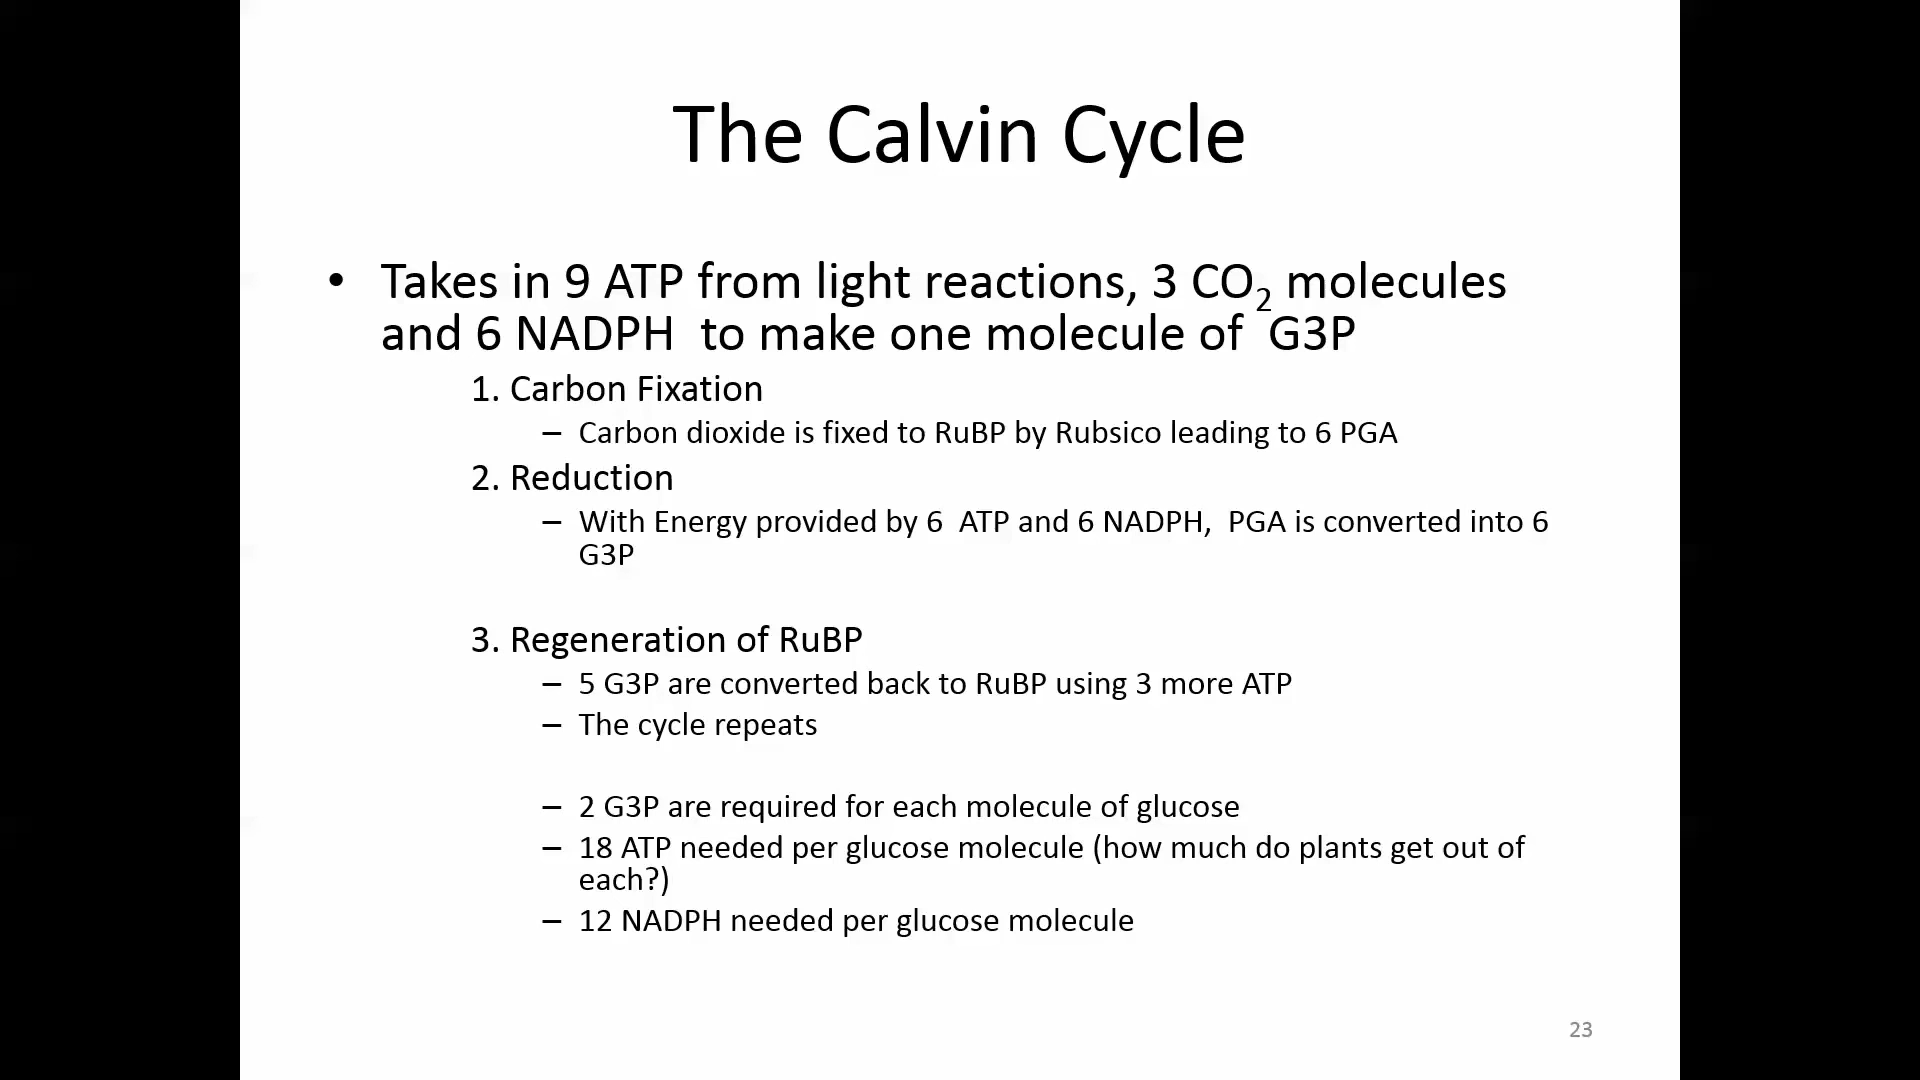 The Calvin Cycle
• Takes in 9 ATP from light reactions, 3 CO2 molecules
and 6 NADPH to make one molecule of G3P
1. Carbon Fixation
– Carbon dioxide is fixed to RuBP by Rubsico leading to 6 PGA
2. Reduction
– With Energy provided by 6 ATP and 6 NADPH, PGA is converted into 6
G3P
3. Regeneration of RuBP
– 5 G3P are converted back to RuBP using 3 more ATP
– The cycle repeats
– 2 G3P are required for each molecule of glucose
– 18 ATP needed per glucose molecule (how much do plants get out of
each?)
– 12 NADPH needed per glucose molecule
23